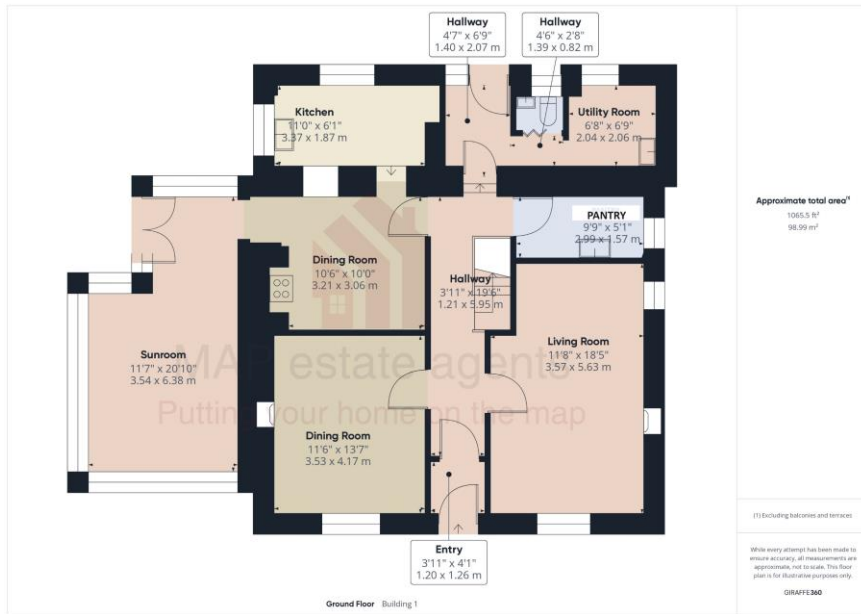 Hallway
4'7" x 6'9"
1.40 x 2.07 m
Hallway
4'6" x 2'8"
1.39 x 0.82 m
Kitchen
11'0" x 6'1"
3.37 x 1.87 m
Utility Room
6'8" x 6'9"
2.04 x 2.06 m
PANTRY
9'9" x 5'1"
2.99 x 1.57 m
Dining Room
10'6" x 10'0"
3.21 x 3.06 m
Hallway
3'11" x 19'6"
1.21 x 5.95 m
Sunroom
11'7" x 20'10"
3.54 x 6.38 m
Living Room
11'8" x 18'5"
3.57 x 5.63 m
MAP estate agents
Putting your home on the map
Dining Room
11'6" x 13'7"
3.53 x 4.17 m
Entry
3'11" x 4'1"
1.20 x 1.26 m
Ground Floor Building 1
Approximate total area⁽¹⁾
1065.5 ft²
98.99 m²
(1) Excluding balconies and terraces
While every attempt has been made to
ensure accuracy, all measurements are
approximate, not to scale. This floor
plan is for illustrative purposes only.
GIRAFFE360